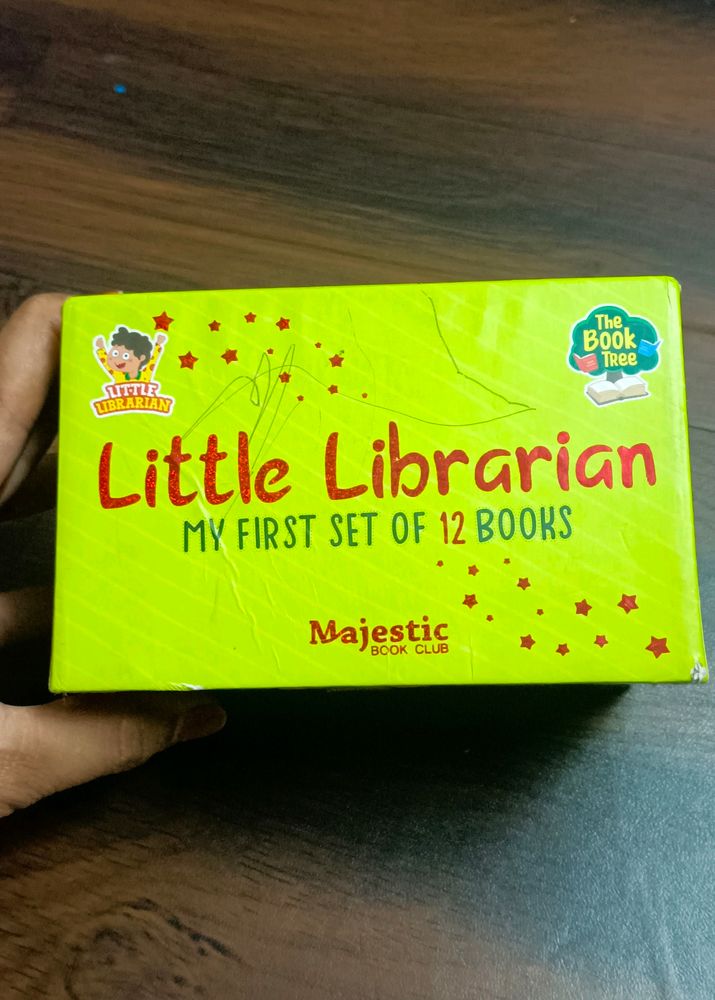 LITTLE
LIBRARIAN
The
BOOK
TREE
Little Librarian
MY FIRST SET OF 12 BOOKS
Majestic
BOOK CLUB